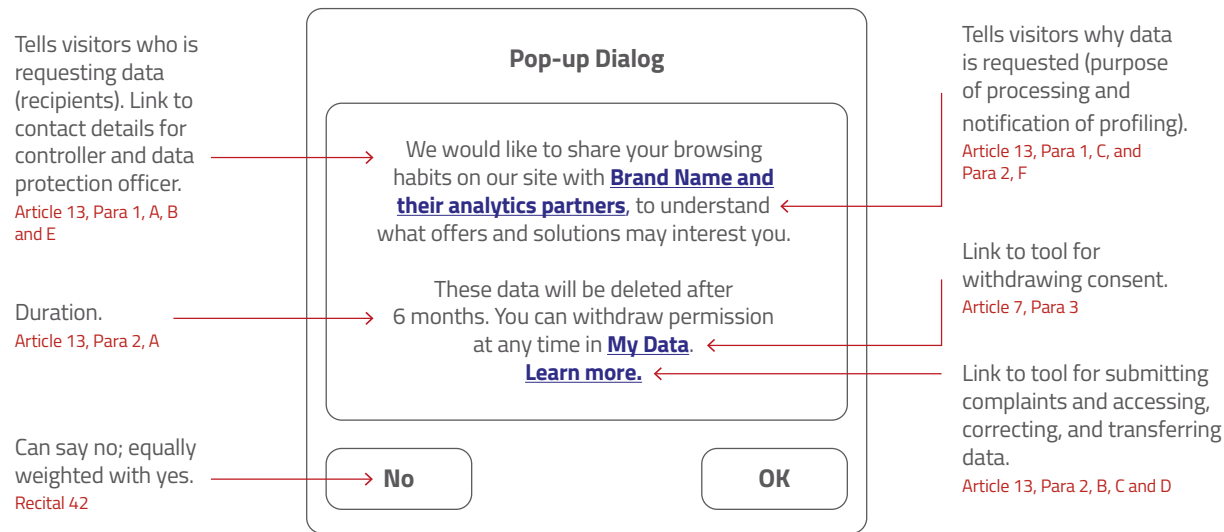 Tells visitors who is
requesting data
(recipients). Link to
contact details for
controller and data
protection officer.
Article 13, Para 1, A, B
and E
Duration.
Article 13, Para 2, A
Can say no; equally
weighted with yes.
Recital 42
Pop-up Dialog
We would like to share your browsing
habits on our site with Brand Name and
their analytics partners, to understand
what offers and solutions may interest you.
These data will be deleted after
6 months. You can withdraw permission
at any time in My Data.
Learn more.
No
OK
Tells visitors why data
is requested (purpose
of processing and
notification of profiling).
Article 13, Para 1, C, and
Para 2, F
Link to tool for
withdrawing consent.
Article 7, Para 3
Link to tool for submitting
complaints and accessing,
correcting, and transferring
data.
Article 13, Para 2, B, C and D